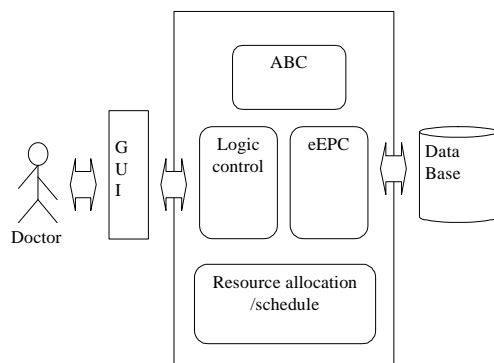 ABC
G
U
I
Logic
control
eEPC
Data
Base
Doctor
Resource allocation
/schedule